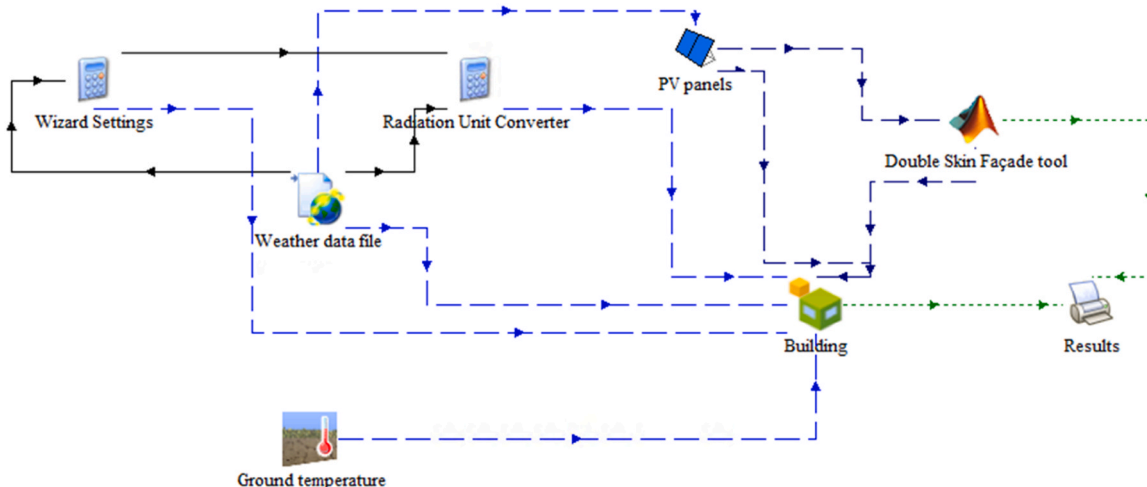 PV panels
Wizard Settings
Radiation Unit Converter
Double Skin Façade tool
Weather data file
Building
Results
Ground temperature